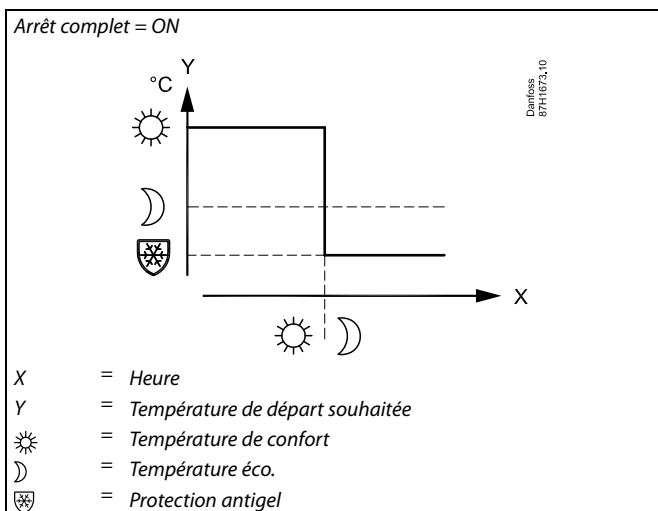 Arrêt complet = ON
Y
°C
Danfoss
87H1673.10
X
X = Heure
Y = Température de départ souhaitée
= Température de confort
= Température éco.
= Protection antigel